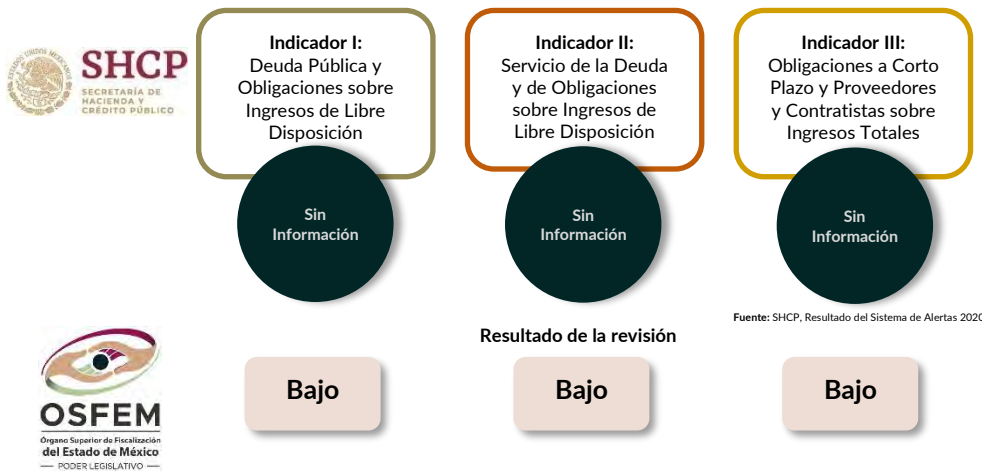 SHCP
SECRETARÍA DE
HACIENDA Y
CRÉDITO PÚBLICO
Indicador I:
Deuda Pública y
Obligaciones sobre
Ingresos de Libre
Disposición
Indicador II:
Servicio de la Deuda
y de Obligaciones
sobre Ingresos de
Libre Disposición
Indicador III:
Obligaciones a Corto
Plazo y Proveedores
y Contratistas sobre
Ingresos Totales
Sin
Información
Sin
Información
Sin
Información
Fuente: SHCP, Resultado del Sistema de Alertas 2020
Resultado de la revisión
OSFEM
Órgano Superior de Fiscalización
del Estado de México
PODER LEGISLATIVO
Bajo
Bajo
Bajo